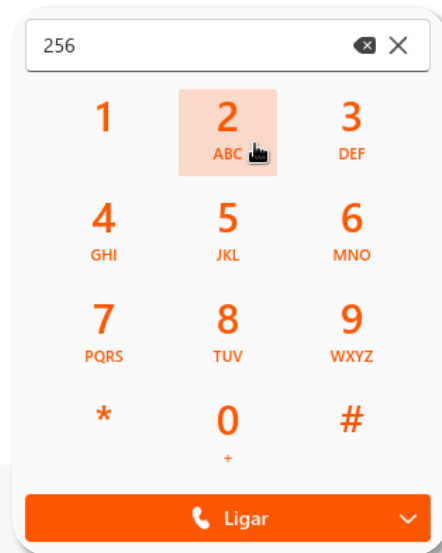 256
1 2 3
ABC DEF
4 5 6
GHI JKL MNO
7 8 9
PQRS TUV WXYZ
* 0 #
+
Ligar